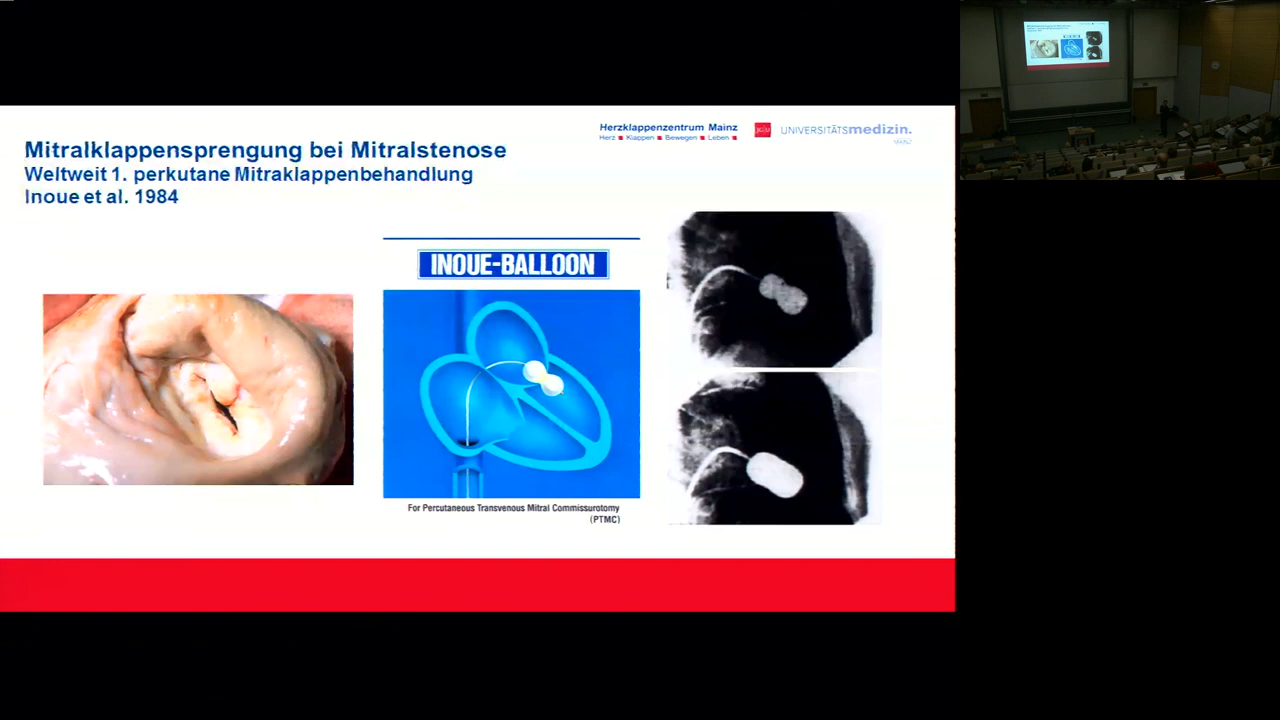 Herzklappenzentrum Mainz
Herz ■ Klappen ■ Bewegen ■ Leben ■
UNIVERSITÄTSmedizin.
MAINZ
Mitralklappensprengung bei Mitralstenose
Weltweit 1. perkutane Mitraklappenbehandlung
Inoue et al. 1984
INOUE-BALLOON
For Percutaneous Transvenous Mitral Commissurotomy
(PTMC)